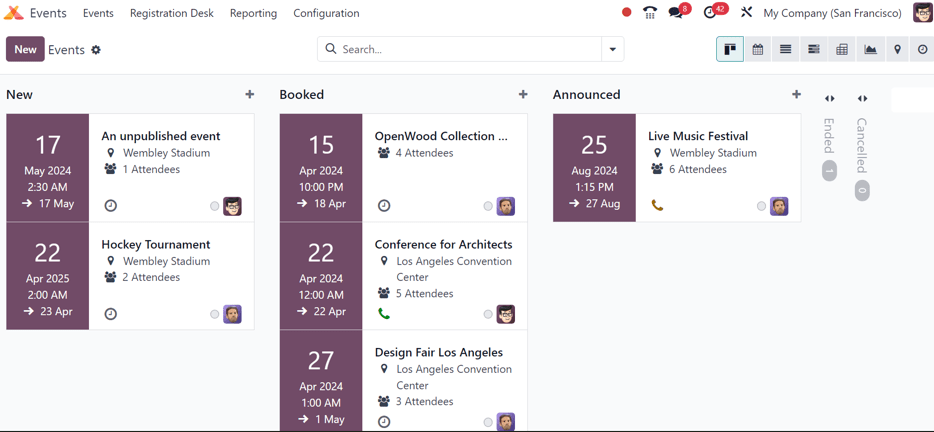 Events Events Registration Desk Reporting Configuration 8 42 My Company (San Francisco)
New Events Search...
New
17
May 2024
2:30 AM
→ 17 May
An unpublished event
Wembley Stadium
1 Attendees
22
Apr 2025
2:00 AM
→ 23 Apr
Hockey Tournament
Wembley Stadium
2 Attendees
Booked
15
Apr 2024
10:00 PM
→ 18 Apr
OpenWood Collection ...
4 Attendees
22
Apr 2024
12:00 AM
→ 22 Apr
Conference for Architects
Los Angeles Convention
Center
5 Attendees
27
Apr 2024
1:00 AM
→ 1 May
Design Fair Los Angeles
Los Angeles Convention
Center
3 Attendees
Announced
25
Aug 2024
1:15 PM
→ 27 Aug
Live Music Festival
Wembley Stadium
6 Attendees
Ended 1
Cancelled 0